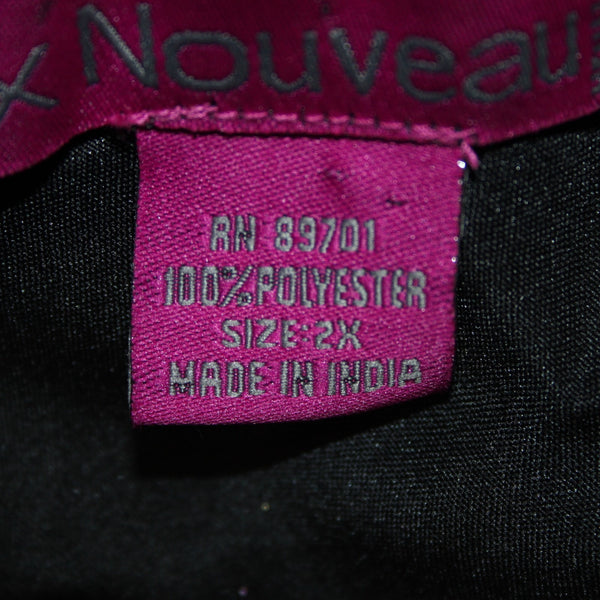 Nouveau
RN 89701
100% POLYESTER
SIZE: 2X
MADE IN INDIA